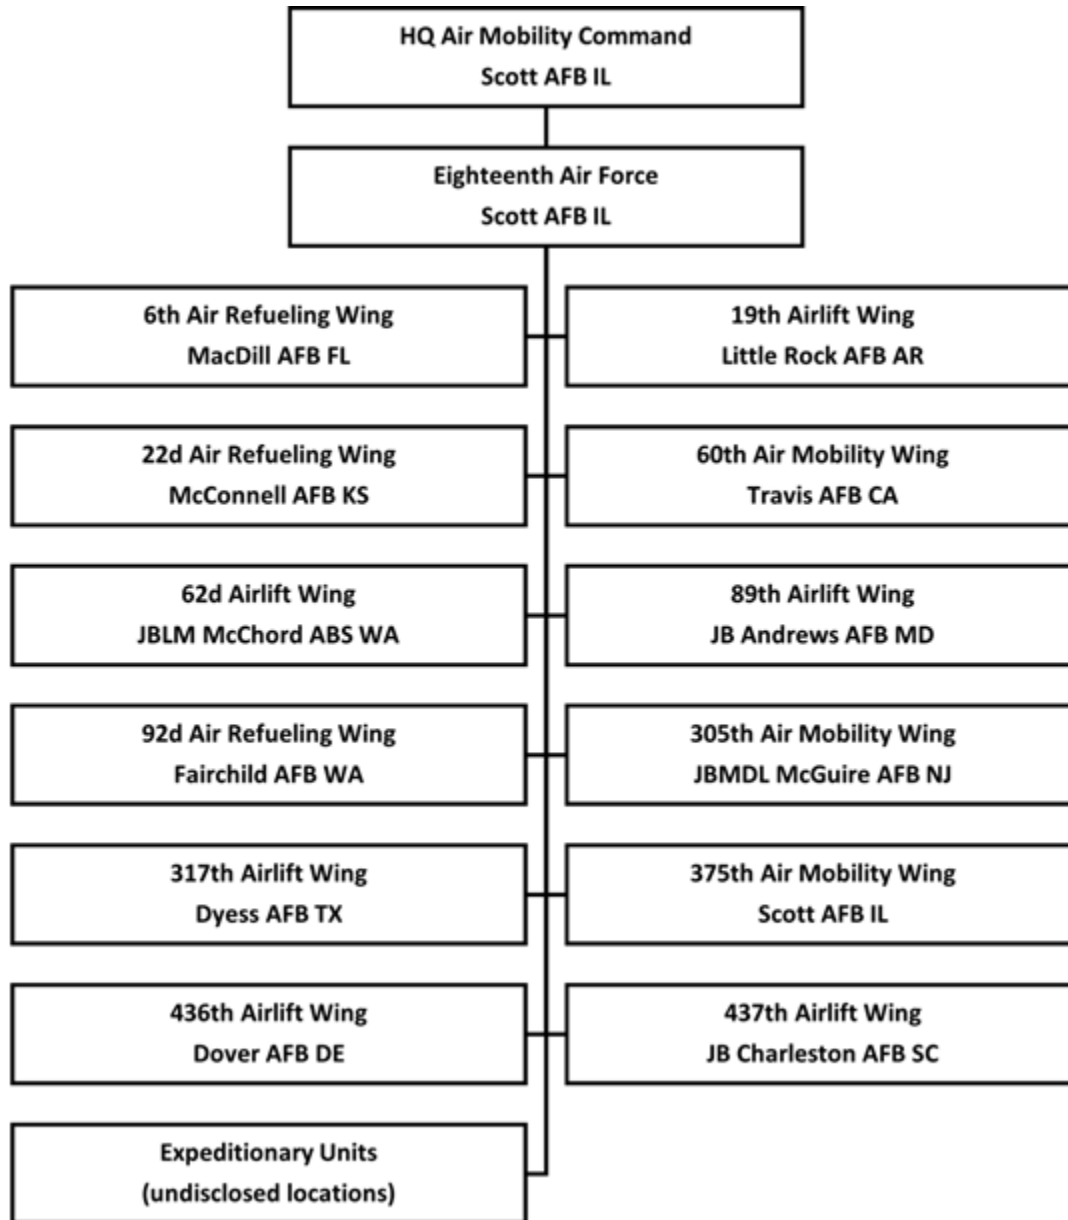 HQ Air Mobility Command
Scott AFB IL
Eighteenth Air Force
Scott AFB IL
6th Air Refueling Wing
MacDill AFB FL
19th Airlift Wing
Little Rock AFB AR
22d Air Refueling Wing
McConnell AFB KS
60th Air Mobility Wing
Travis AFB CA
62d Airlift Wing
JBLM McChord ABS WA
89th Airlift Wing
JB Andrews AFB MD
92d Air Refueling Wing
Fairchild AFB WA
305th Air Mobility Wing
JBMDL McGuire AFB NJ
317th Airlift Wing
Dyess AFB TX
375th Air Mobility Wing
Scott AFB IL
436th Airlift Wing
Dover AFB DE
437th Airlift Wing
JB Charleston AFB SC
Expeditionary Units
(undisclosed locations)